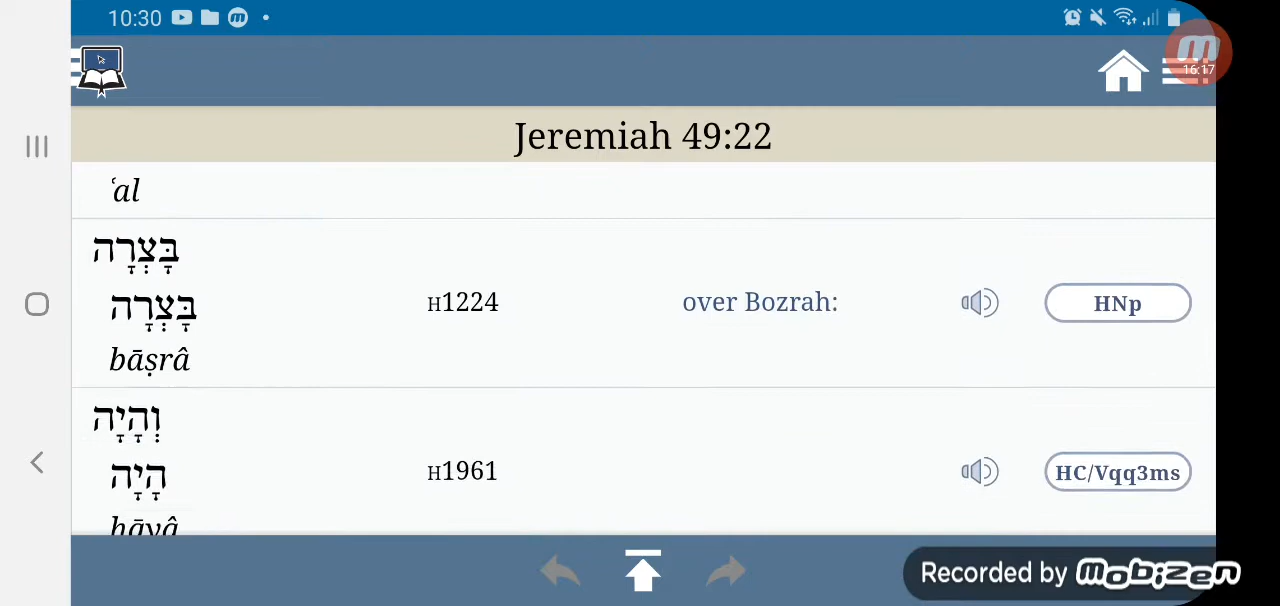 10:30
16:17
Jeremiah 49:22
ʿal
בָּצְרָה
בָּצְרָה H1224 over Bozrah: HNp
bāṣrâ
וְהָיָה
הָיָה H1961 HC/Vqq3ms
hāyâ
Recorded by mobizen